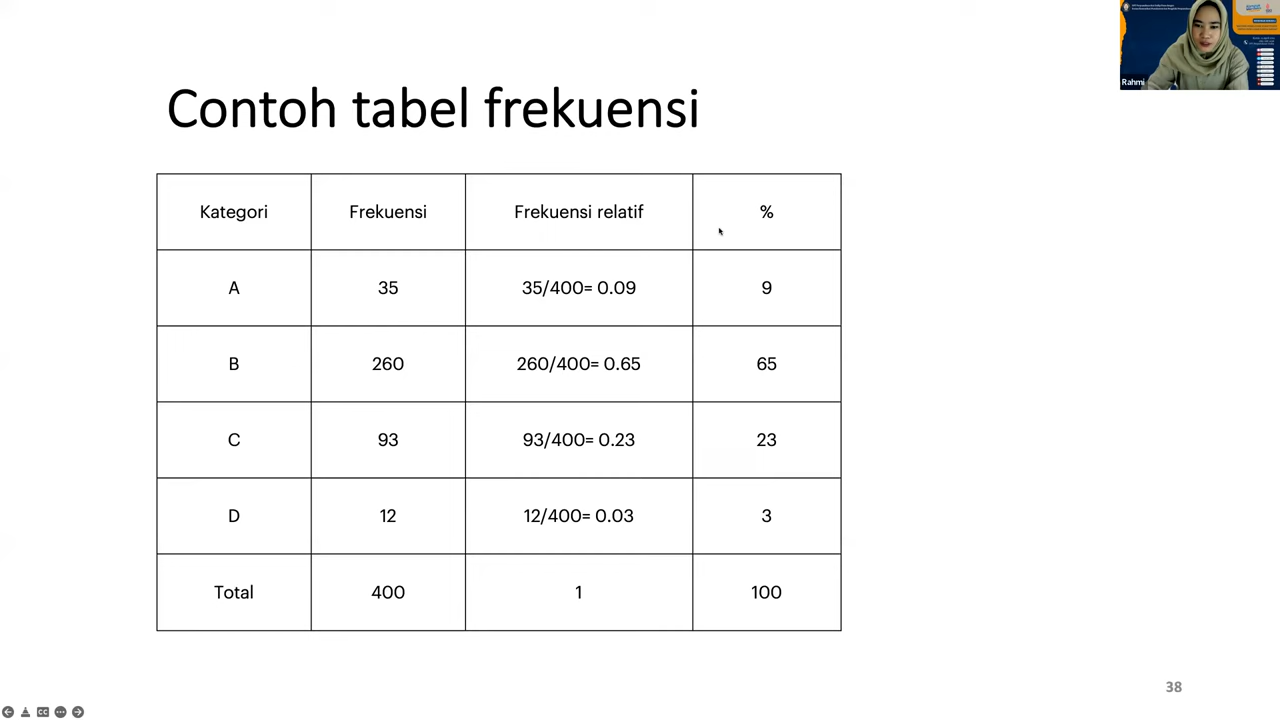 Contoh tabel frekuensi
Kategori Frekuensi Frekuensi relatif %
A 35 35/400= 0.09 9
B 260 260/400= 0.65 65
C 93 93/400= 0.23 23
D 12 12/400= 0.03 3
Total 400 1 100
Rahmi
38
CC